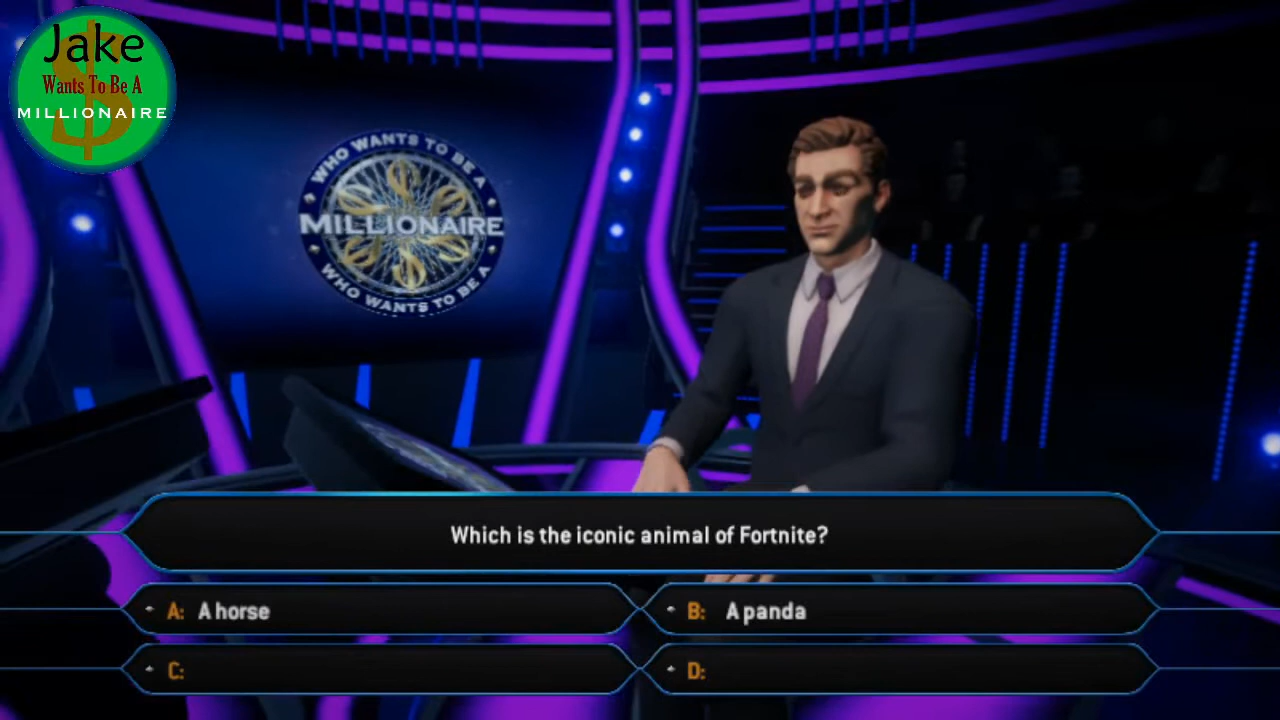 Jake
Wants To Be A
MILLIONAIRE
WHO WANTS TO BE A
MILLIONAIRE
WHO WANTS TO BE A
Which is the iconic animal of Fortnite?
A: A horse
B: A panda
C:
D: